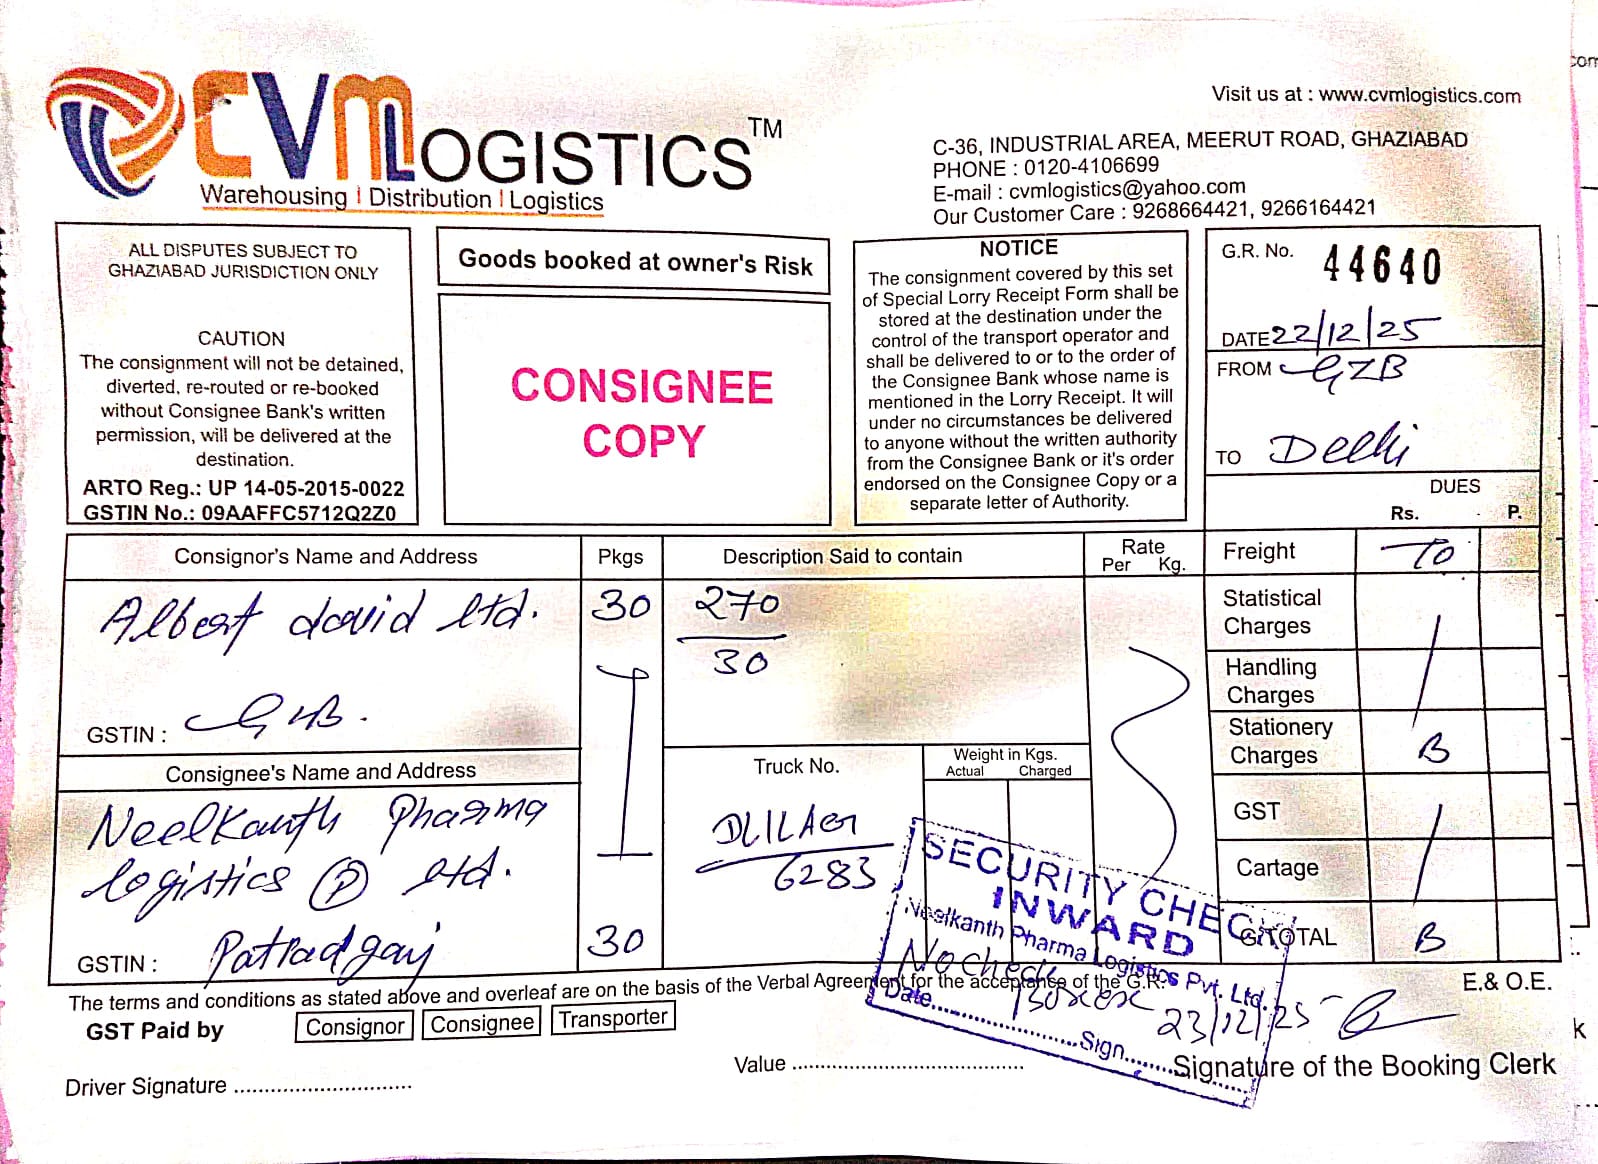 CVM LOGISTICS TM
Warehousing | Distribution | Logistics
Visit us at : www.cvmlogistics.com
C-36, INDUSTRIAL AREA, MEERUT ROAD, GHAZIABAD
PHONE : 0120-4106699
E-mail : cvmlogistics@yahoo.com
Our Customer Care : 9268664421, 9266164421
ALL DISPUTES SUBJECT TO
GHAZIABAD JURISDICTION ONLY
CAUTION
The consignment will not be detained,
diverted, re-routed or re-booked
without Consignee Bank's written
permission, will be delivered at the
destination.
ARTO Reg.: UP 14-05-2015-0022
GSTIN No.: 09AAFFC5712Q2Z0
Goods booked at owner's Risk
CONSIGNEE
COPY
NOTICE
The consignment covered by this set
of Special Lorry Receipt Form shall be
stored at the destination under the
control of the transport operator and
shall be delivered to or to the order of
the Consignee Bank whose name is
mentioned in the Lorry Receipt. It will
under no circumstances be delivered
to anyone without the written authority
from the Consignee Bank or it's order
endorsed on the Consignee Copy or a
separate letter of Authority.
G.R. No. 44640
DATE 22/12/25
FROM GZB
TO Delhi
DUES
Rs. P.
Consignor's Name and Address
Pkgs
Description Said to contain
Rate
Per Kg.
Albert david ltd.
30
270
30
GSTIN : GZB.
Consignee's Name and Address
Neelkanth Pharma
logistics (P) ltd.
GSTIN : Patpadganj
30
Truck No.
DL1LAG
6283
Weight in Kgs.
Actual Charged
Freight TO
Statistical
Charges
Handling
Charges
Stationery
Charges B
GST
Cartage
G.TOTAL B
SECURITY CHECK
INWARD
Neelkanth Pharma Logistics Pvt. Ltd.
No check
Date
23/12/25
Sign
The terms and conditions as stated above and overleaf are on the basis of the Verbal Agreement for the acceptance of the G.R.
E.& O.E.
GST Paid by Consignor Consignee Transporter
Driver Signature
Value
Signature of the Booking Clerk